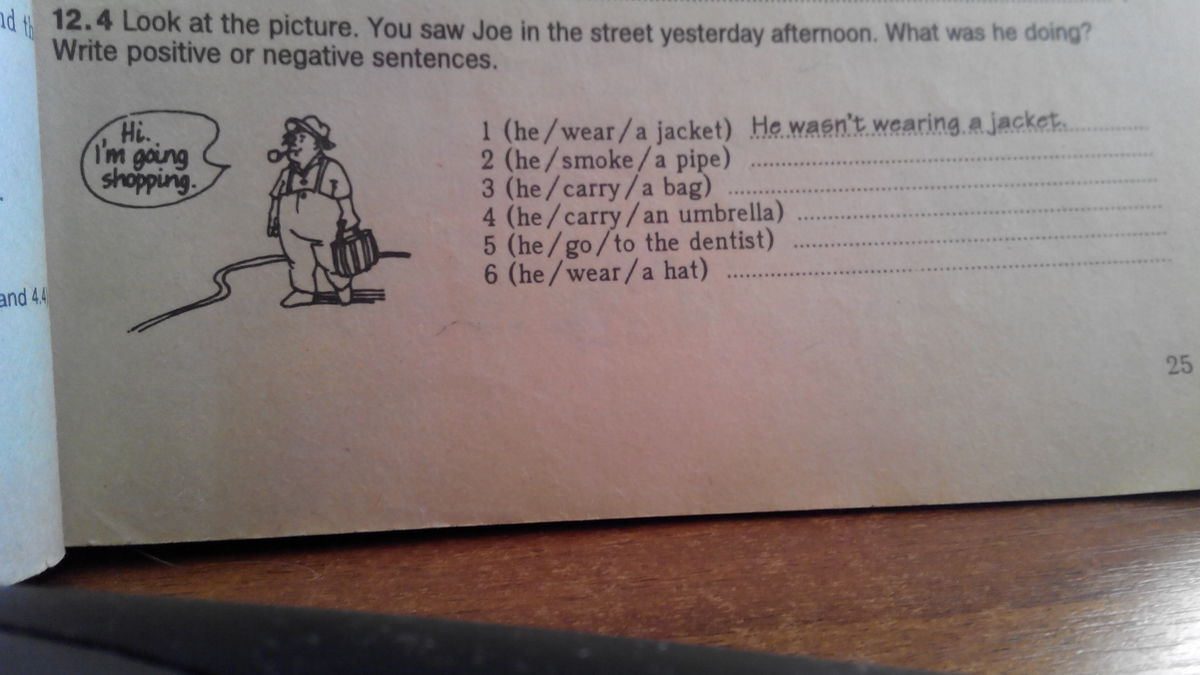 12.4 Look at the picture. You saw Joe in the street yesterday afternoon. What was he doing?
Write positive or negative sentences.
Hi.
I'm going
shopping.
1 (he/wear/a jacket) He wasn't wearing a jacket.
2 (he/smoke/a pipe)
3 (he/carry/a bag)
4 (he/carry/an umbrella)
5 (he/go/to the dentist)
6 (he/wear/a hat)
25
and 4.4